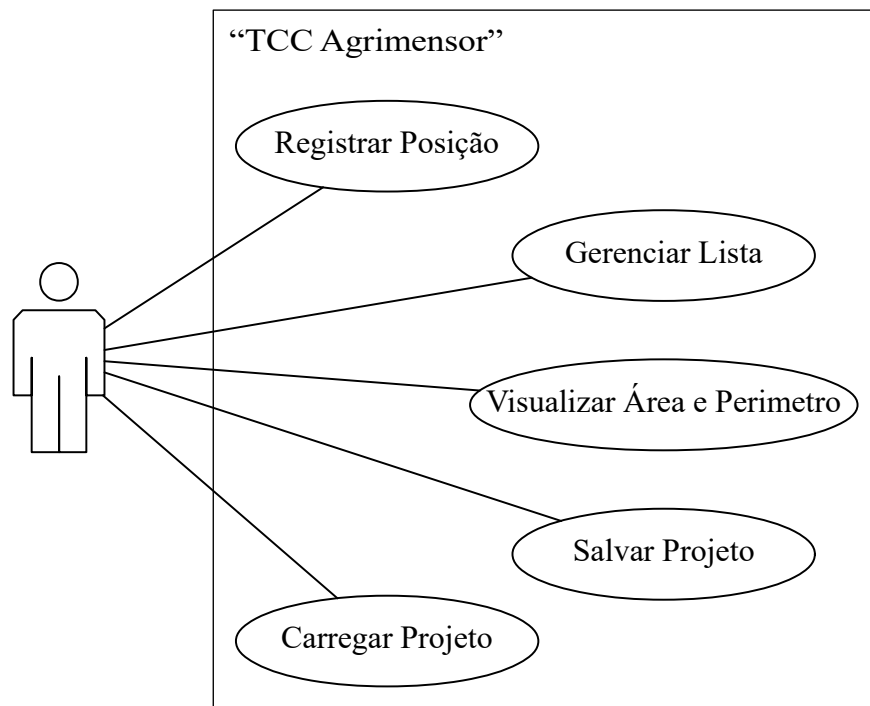 “TCC Agrimensor”
Registrar Posição
Gerenciar Lista
Visualizar Área e Perimetro
Salvar Projeto
Carregar Projeto